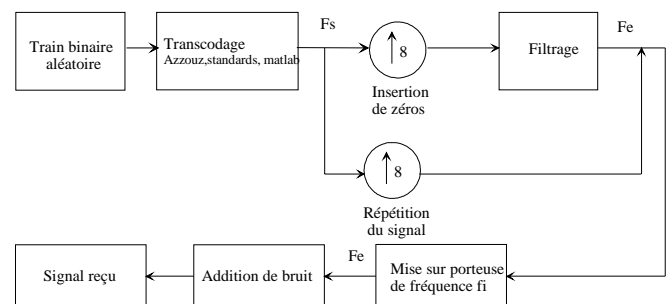 Fs
Fe
Train binaire
aléatoire
Transcodage
Azzouz,standards, matlab
8
Filtrage
Insertion
de zéros
8
Répétition
du signal
Fe
Signal reçu
Addition de bruit
Mise sur porteuse
de fréquence fi